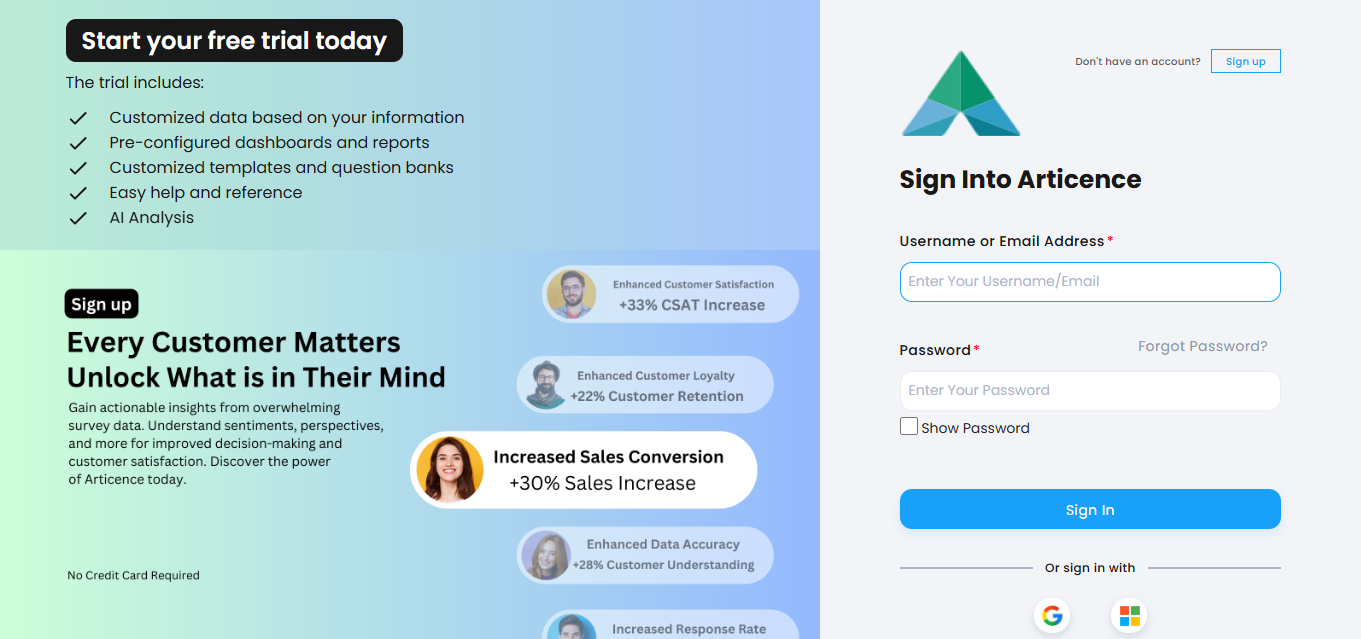 Start your free trial today
The trial includes:
Customized data based on your information
Pre-configured dashboards and reports
Customized templates and question banks
Easy help and reference
AI Analysis
Sign up
Every Customer Matters
Unlock What is in Their Mind
Gain actionable insights from overwhelming
survey data. Understand sentiments, perspectives,
and more for improved decision-making and
customer satisfaction. Discover the power
of Articence today.
No Credit Card Required
Enhanced Customer Satisfaction
+33% CSAT Increase
Enhanced Customer Loyalty
+22% Customer Retention
Increased Sales Conversion
+30% Sales Increase
Enhanced Data Accuracy
+28% Customer Understanding
Increased Response Rate
Don't have an account?
Sign up
Sign Into Articence
Username or Email Address*
Enter Your Username/Email
Password*
Forgot Password?
Enter Your Password
Show Password
Sign In
Or sign in with